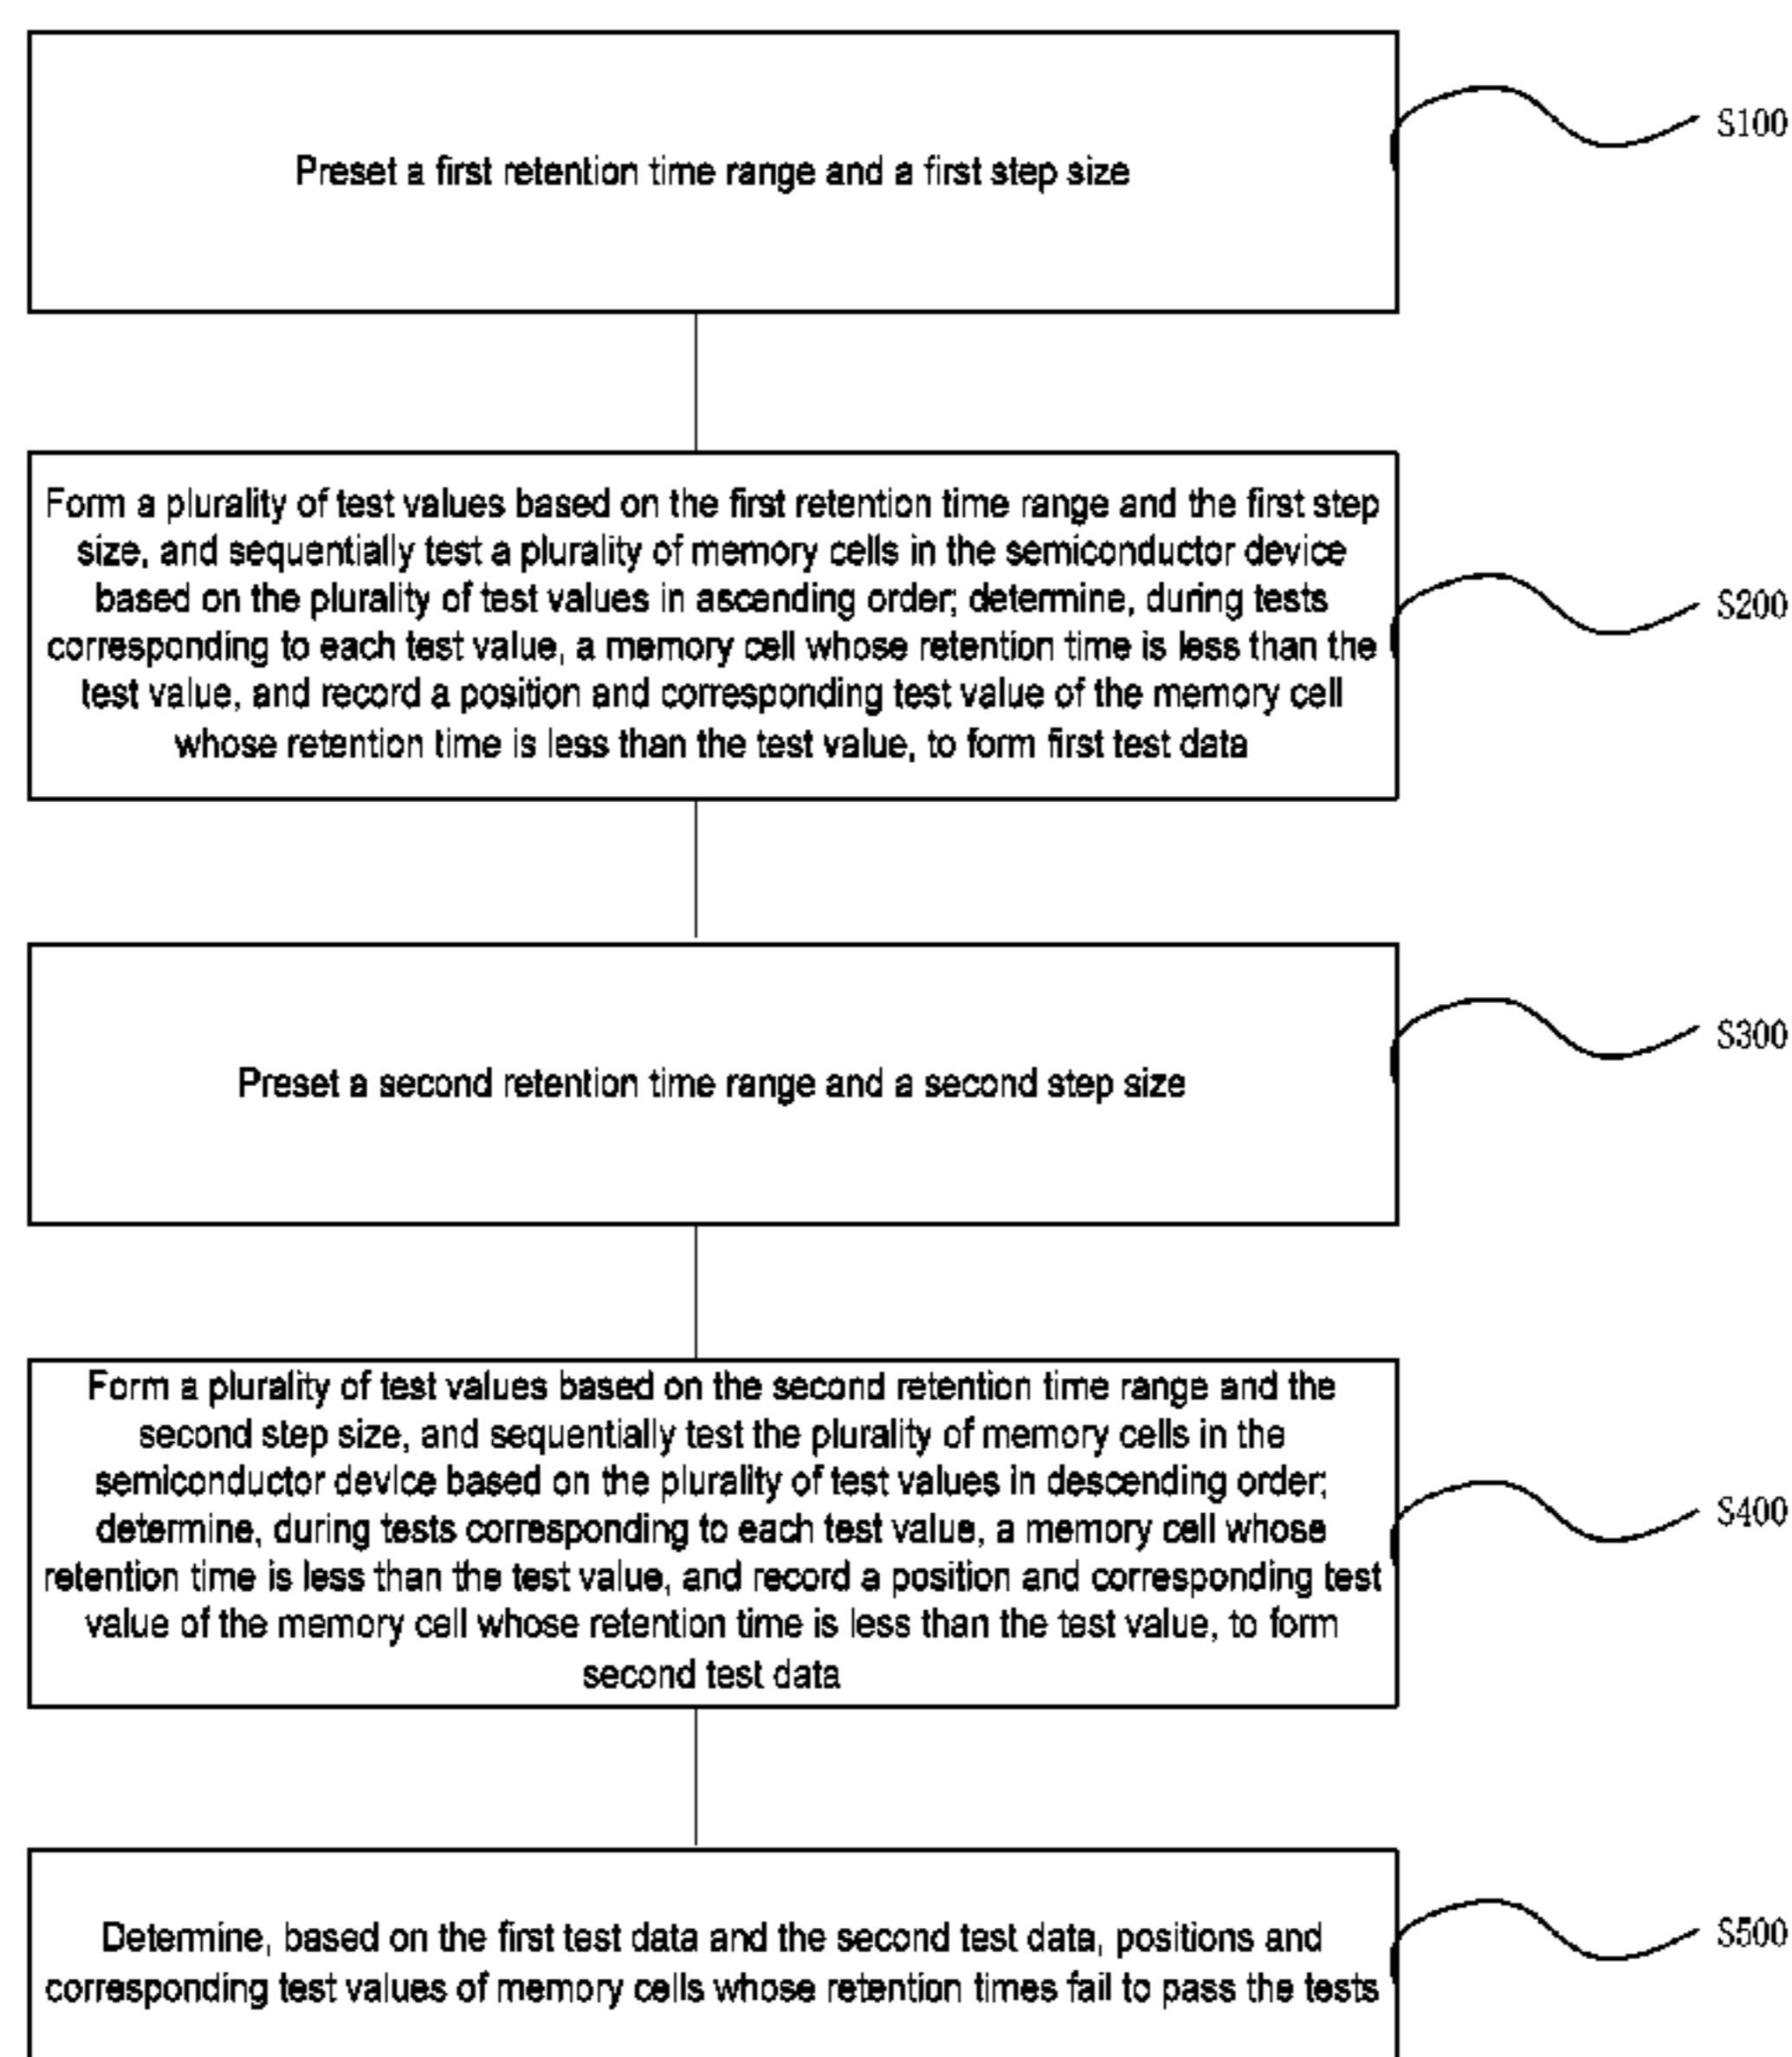 Preset a first retention time range and a first step size
S100
Form a plurality of test values based on the first retention time range and the first step
size, and sequentially test a plurality of memory cells in the semiconductor device
based on the plurality of test values in ascending order; determine, during tests
corresponding to each test value, a memory cell whose retention time is less than the
test value, and record a position and corresponding test value of the memory cell
whose retention time is less than the test value, to form first test data
S200
Preset a second retention time range and a second step size
S300
Form a plurality of test values based on the second retention time range and the
second step size, and sequentially test the plurality of memory cells in the
semiconductor device based on the plurality of test values in descending order;
determine, during tests corresponding to each test value, a memory cell whose
retention time is less than the test value, and record a position and corresponding test
value of the memory cell whose retention time is less than the test value, to form
second test data
S400
Determine, based on the first test data and the second test data, positions and
corresponding test values of memory cells whose retention times fail to pass the tests
S500